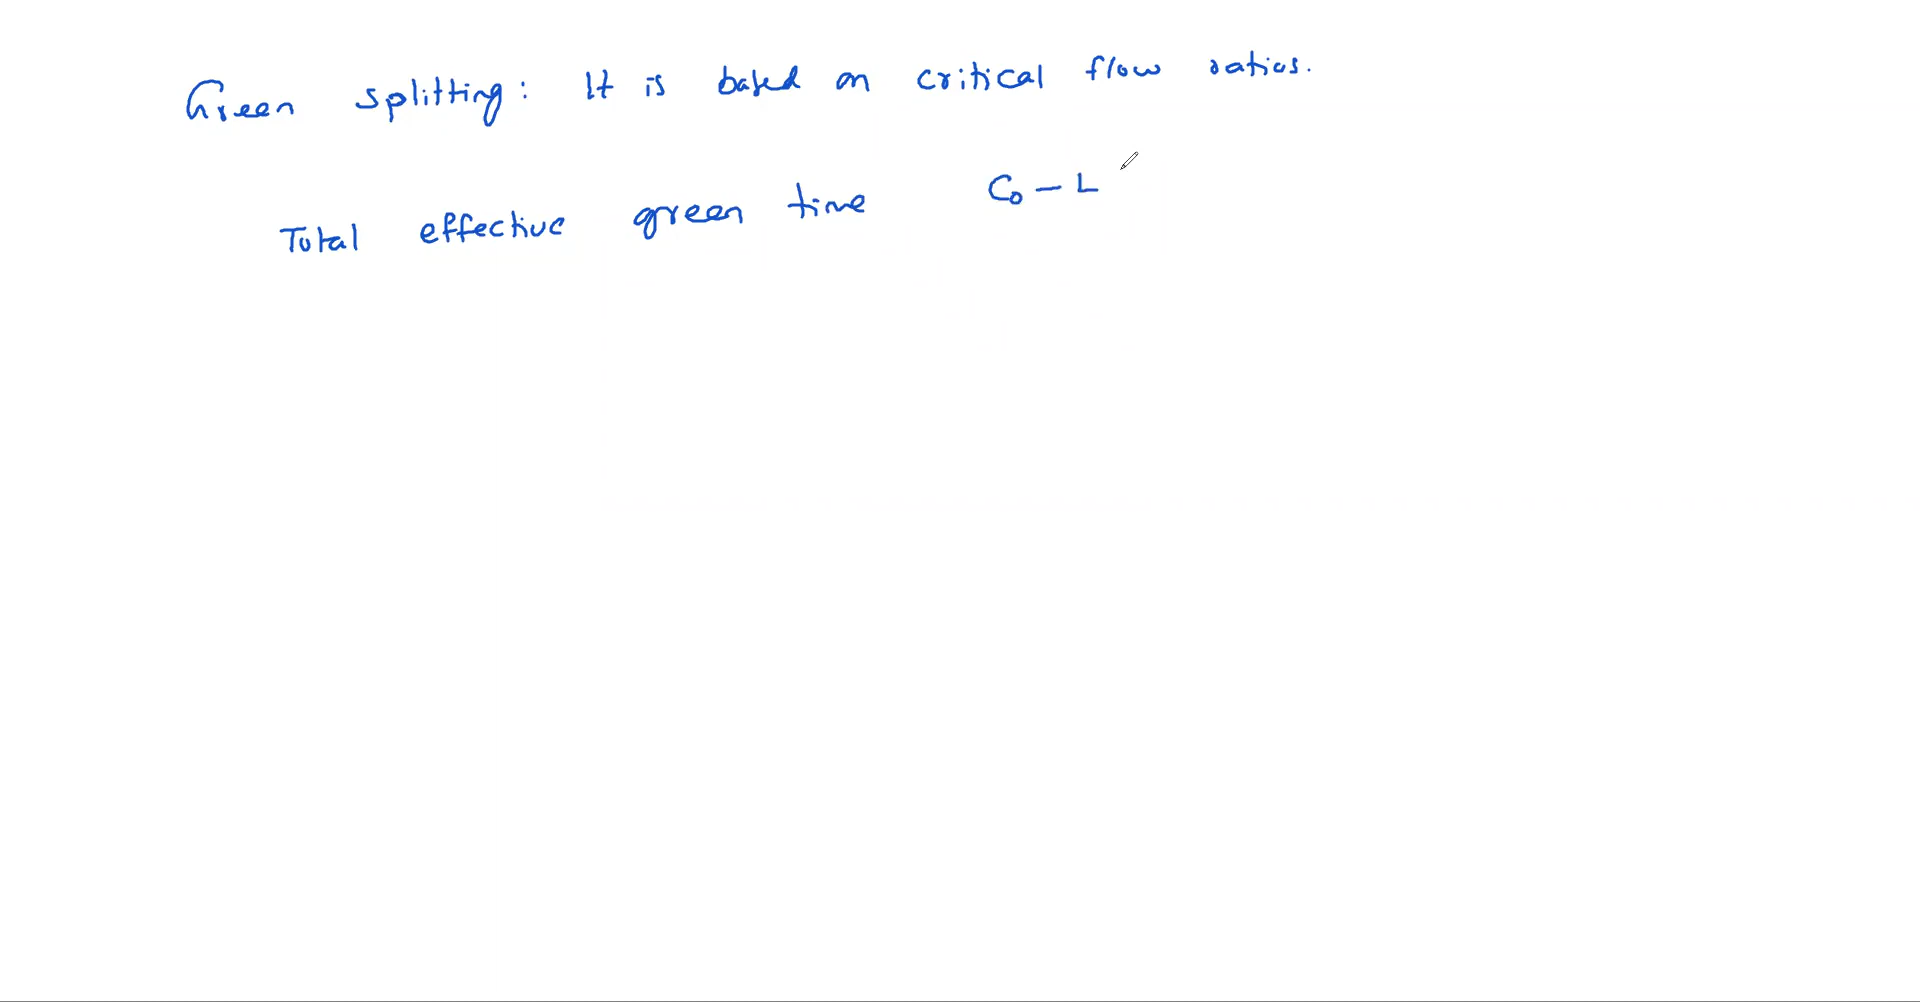 Green splitting: It is based on critical flow ratios.
Total effective green time C₀ - L